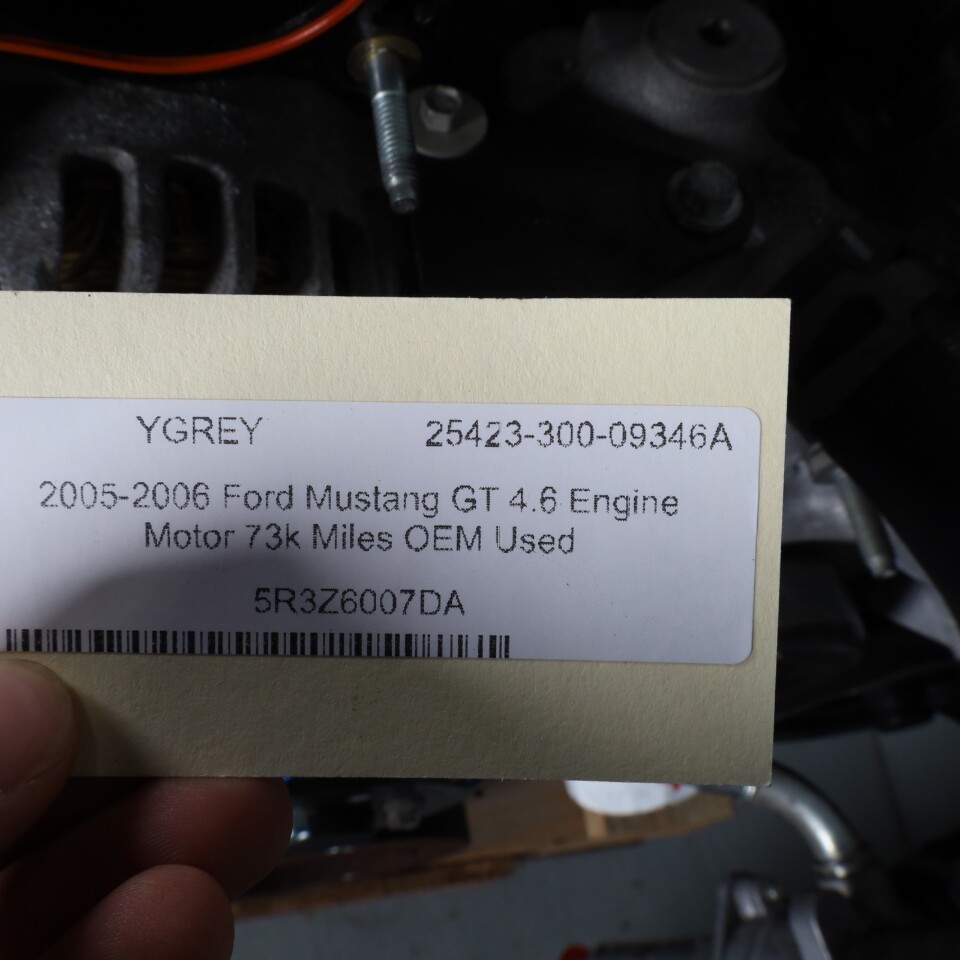 YGREY 25423-300-09346A
2005-2006 Ford Mustang GT 4.6 Engine
Motor 73k Miles OEM Used
5R3Z6007DA